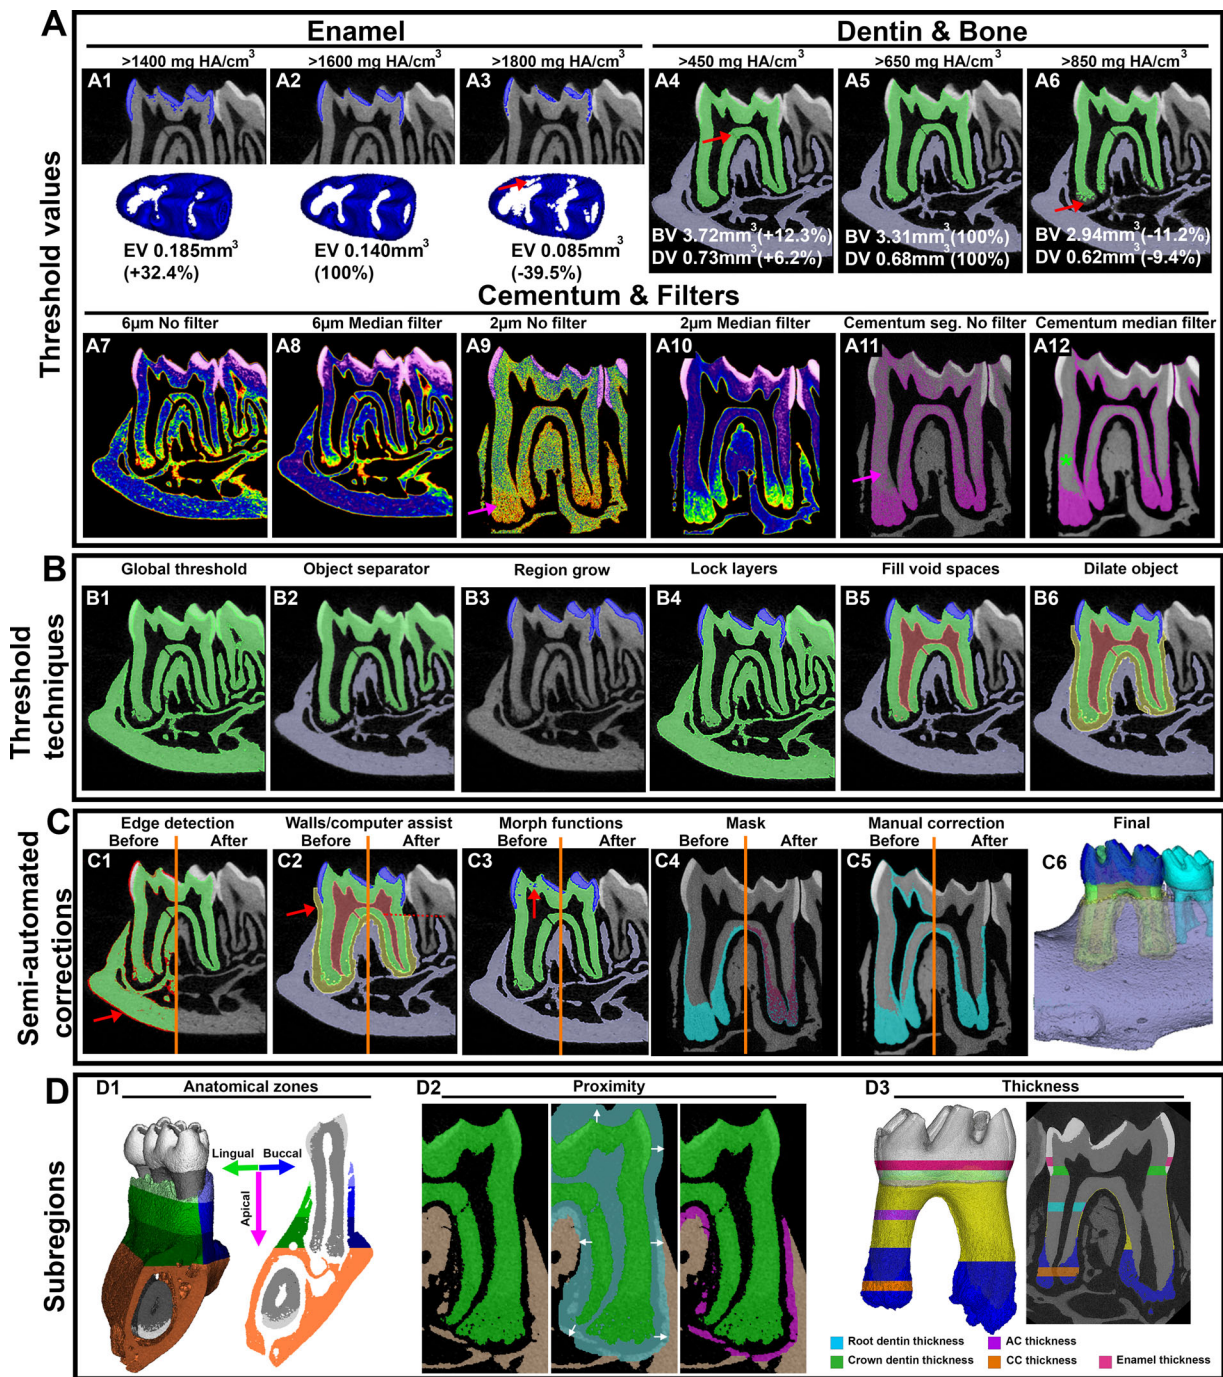 A
Threshold values
Enamel
Dentin & Bone
>1400 mg HA/cm3
>1600 mg HA/cm3
>1800 mg HA/cm3
>450 mg HA/cm3
>650 mg HA/cm3
>850 mg HA/cm3
A1
A2
A3
A4
A5
A6
EV 0.185mm3
(+32.4%)
EV 0.140mm3
(100%)
EV 0.085mm3
(-39.5%)
BV 3.72mm3(+12.3%)
DV 0.73mm3(+6.2%)
BV 3.31mm3(100%)
DV 0.68mm3(100%)
BV 2.94mm3(-11.2%)
DV 0.62mm3(-9.4%)
Cementum & Filters
6µm No filter
6µm Median filter
2µm No filter
2µm Median filter
Cementum seg. No filter
Cementum median filter
A7
A8
A9
A10
A11
A12
*
B
Threshold
techniques
Global threshold
Object separator
Region grow
Lock layers
Fill void spaces
Dilate object
B1
B2
B3
B4
B5
B6
C
Semi-automated
corrections
Edge detection
Before
After
Walls/computer assist
Before
After
Morph functions
Before
After
Mask
Before
After
Manual correction
Before
After
Final
C1
C2
C3
C4
C5
C6
D
Subregions
D1
Anatomical zones
Lingual
Buccal
Apical
D2
Proximity
D3
Thickness
Root dentin thickness
AC thickness
Crown dentin thickness
CC thickness
Enamel thickness